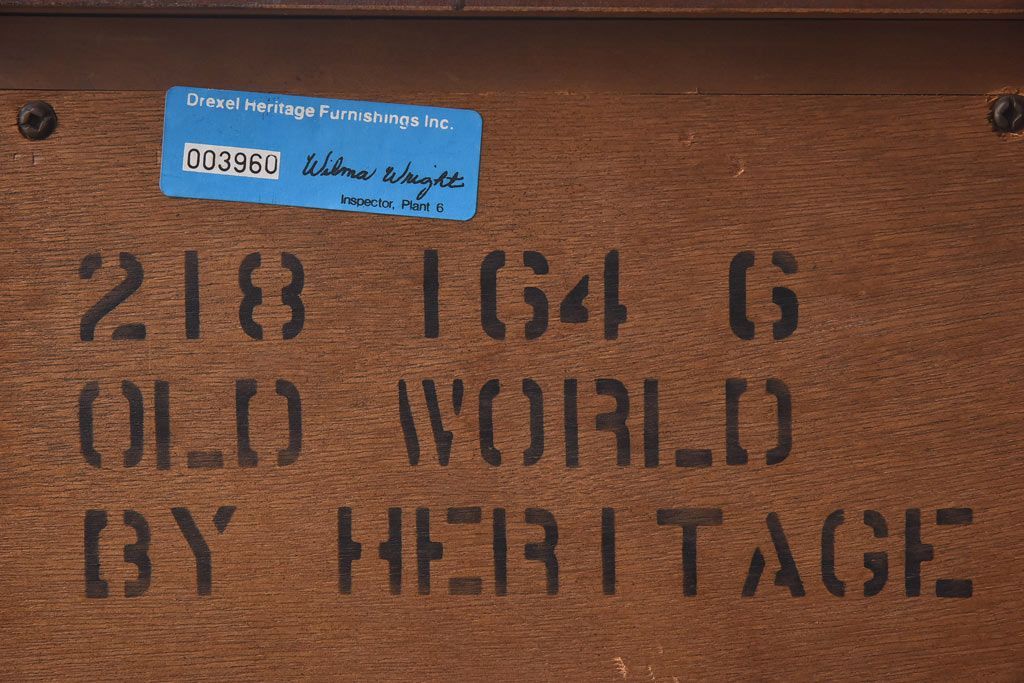 Drexel Heritage Furnishings Inc.
003960 Wilma Wright
Inspector, Plant 6
218 164 6
OLD WORLD
BY HERITAGE